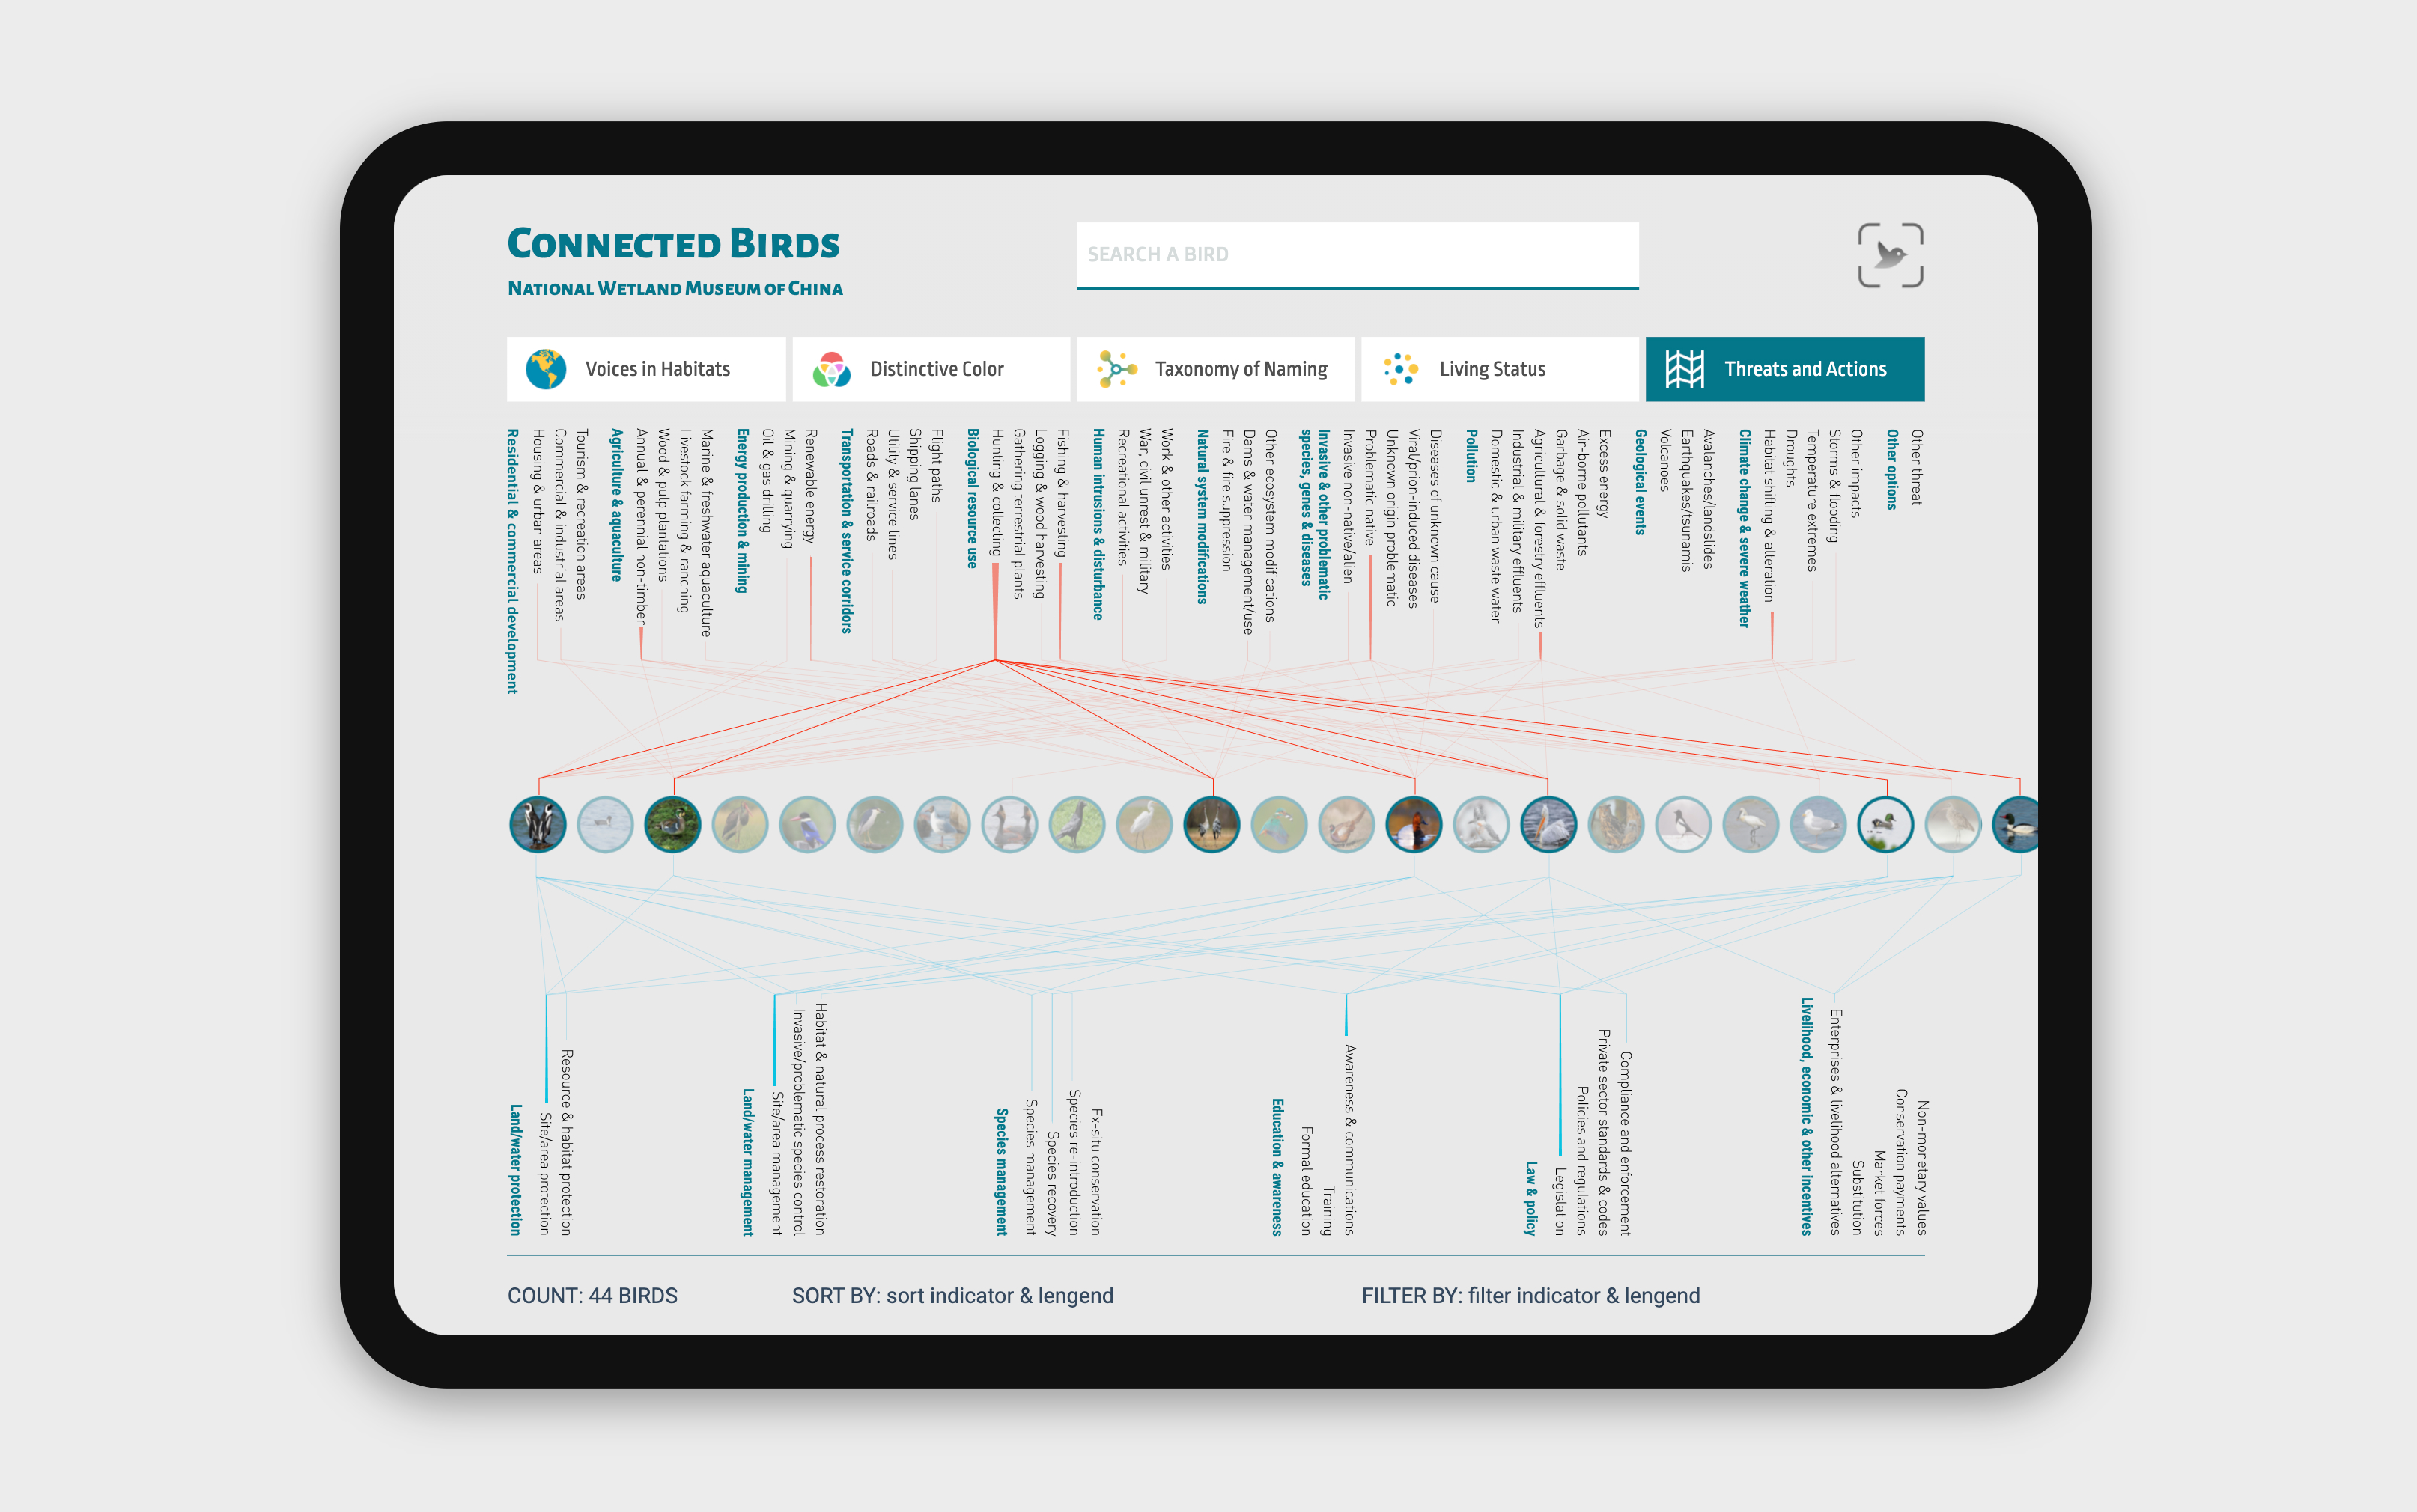 CONNECTED BIRDS
NATIONAL WETLAND MUSEUM OF CHINA
SEARCH A BIRD
Voices in Habitats
Distinctive Color
Taxonomy of Naming
Living Status
Threats and Actions
Residential & commercial development
Housing & urban areas
Commercial & industrial areas
Tourism & recreation areas
Agriculture & aquaculture
Annual & perennial non-timber
Wood & pulp plantations
Livestock farming & ranching
Marine & freshwater aquaculture
Energy production & mining
Oil & gas drilling
Mining & quarrying
Renewable energy
Transportation & service corridors
Roads & railroads
Utility & service lines
Shipping lanes
Flight paths
Biological resource use
Hunting & collecting
Gathering terrestrial plants
Logging & wood harvesting
Fishing & harvesting
Human intrusions & disturbance
Recreational activities
War, civil unrest & military
Work & other activities
Natural system modifications
Fire & fire suppression
Dams & water management/use
Other ecosystem modifications
Invasive & other problematic
species, genes & diseases
Invasive non-native/alien
Problematic native
Unknown origin problematic
Viral/prion-induced diseases
Diseases of unknown cause
Pollution
Domestic & urban waste water
Industrial & military effluents
Agricultural & forestry effluents
Garbage & solid waste
Air-borne pollutants
Excess energy
Geological events
Volcanoes
Earthquakes/tsunamis
Avalanches/landslides
Climate change & severe weather
Habitat shifting & alteration
Droughts
Temperature extremes
Storms & flooding
Other impacts
Other options
Other threat
Land/water protection
Site/area protection
Resource & habitat protection
Land/water management
Site/area management
Invasive/problematic species control
Habitat & natural process restoration
Species management
Species management
Species recovery
Species re-introduction
Ex-situ conservation
Education & awareness
Formal education
Training
Awareness & communications
Law & policy
Legislation
Policies and regulations
Private sector standards & codes
Compliance and enforcement
Livelihood, economic & other incentives
Enterprises & livelihood alternatives
Substitution
Market forces
Conservation payments
Non-monetary values
COUNT: 44 BIRDS
SORT BY: sort indicator & lengend
FILTER BY: filter indicator & lengend